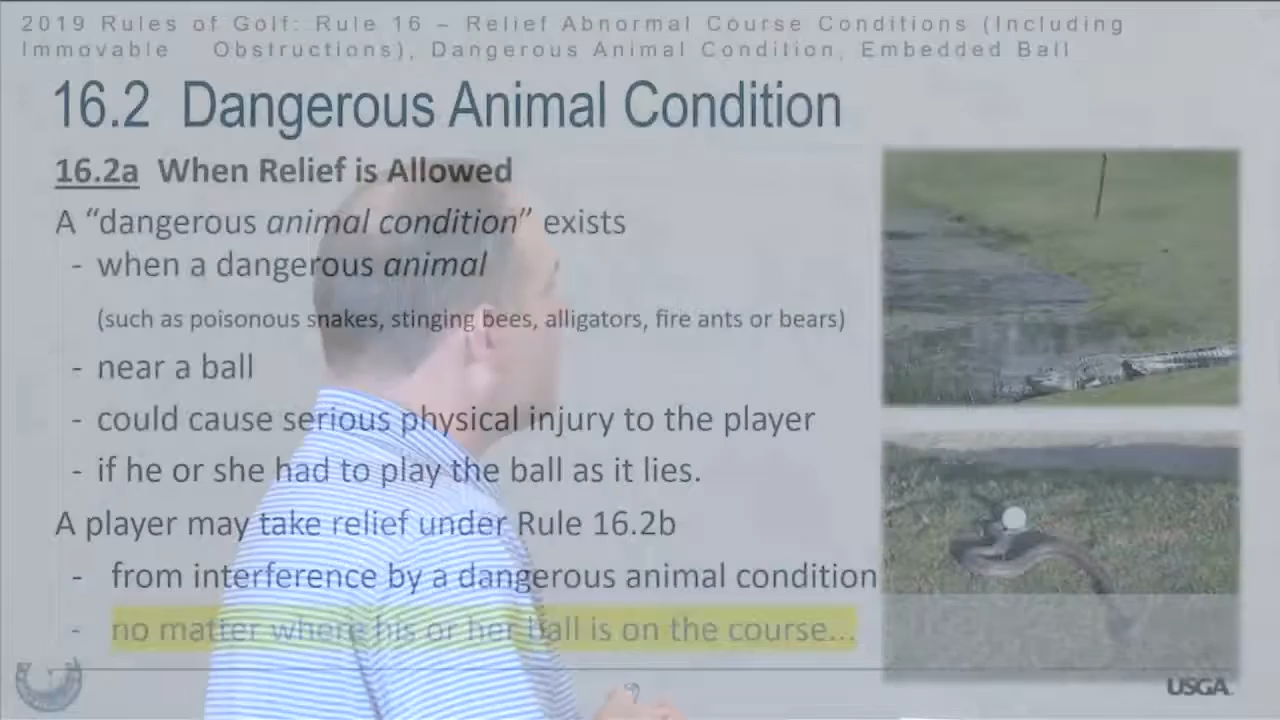 2019 Rules of Golf: Rule 16 – Relief Abnormal Course Conditions (Including
Immovable Obstructions), Dangerous Animal Condition, Embedded Ball
16.2 Dangerous Animal Condition
16.2a When Relief is Allowed
A “dangerous animal condition” exists
- when a dangerous animal
(such as poisonous snakes, stinging bees, alligators, fire ants or bears)
- near a ball
- could cause serious physical injury to the player
- if he or she had to play the ball as it lies.
A player may take relief under Rule 16.2b
- from interference by a dangerous animal condition
- no matter where his or her ball is on the course...
USGA